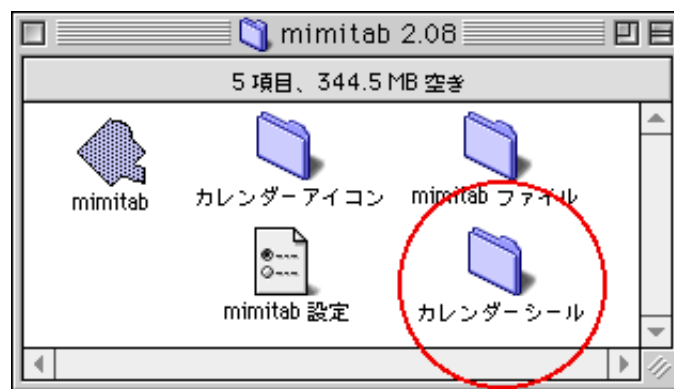 mimitab 2.08
5 項目、344.5 MB 空き
mimitab
カレンダーアイコン
mimitab ファイル
mimitab 設定
カレンダーシール